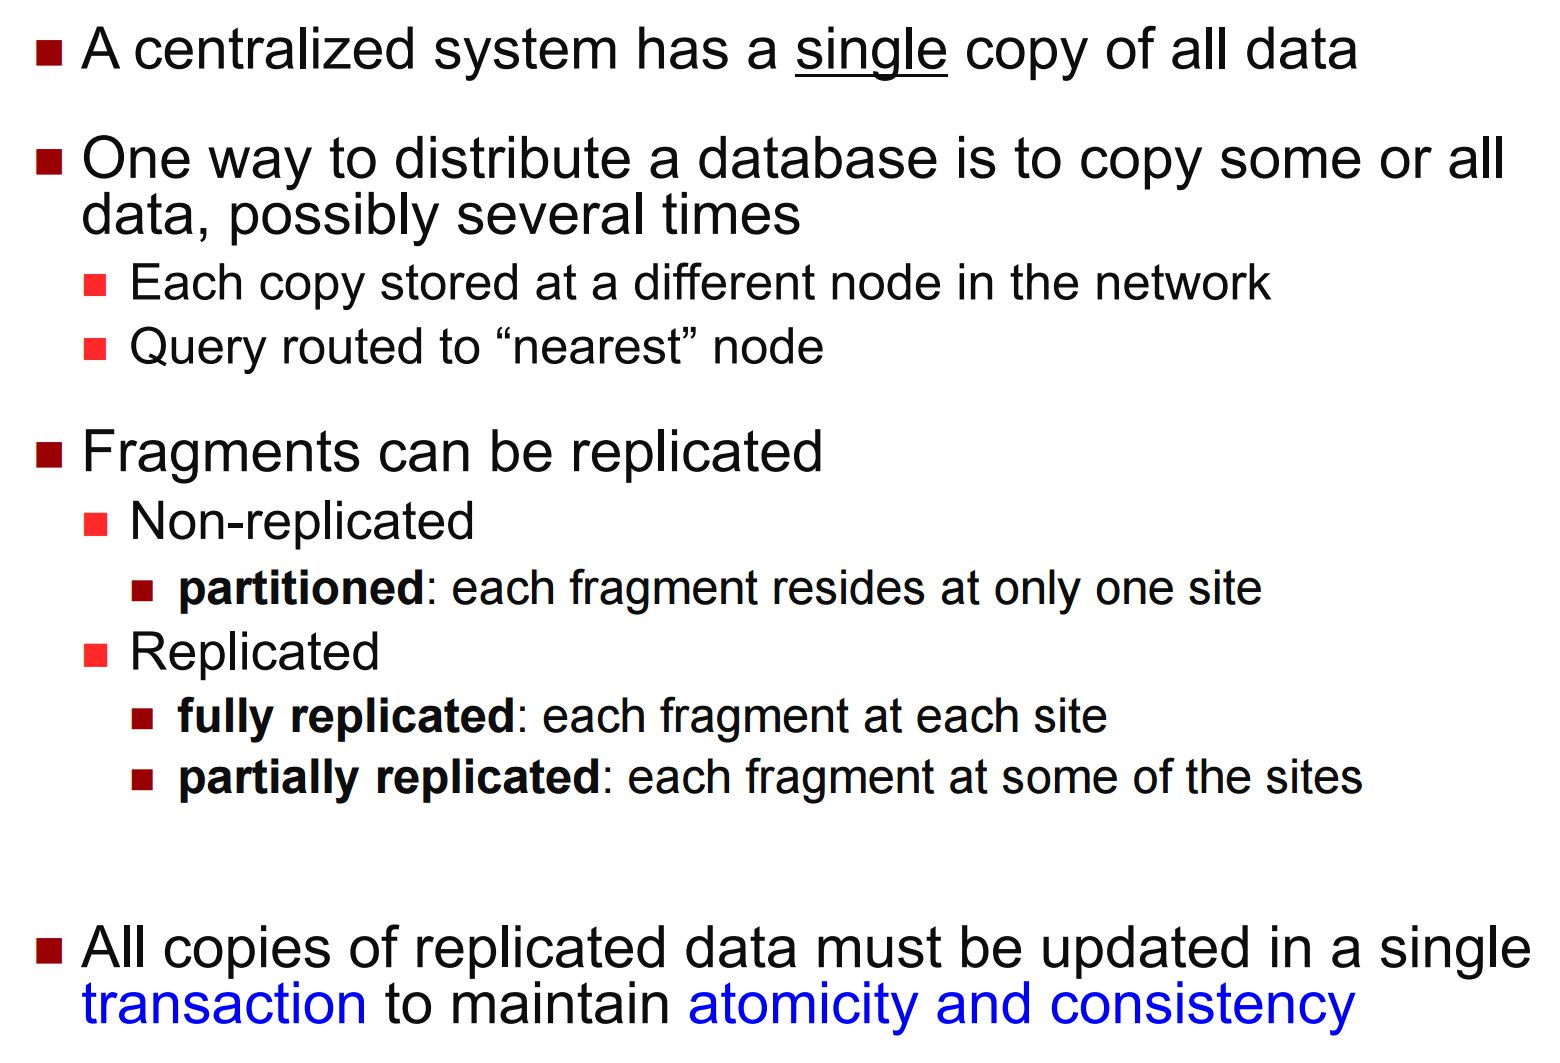 A centralized system has a single copy of all data
One way to distribute a database is to copy some or all
data, possibly several times
Each copy stored at a different node in the network
Query routed to “nearest” node
Fragments can be replicated
Non-replicated
partitioned: each fragment resides at only one site
Replicated
fully replicated: each fragment at each site
partially replicated: each fragment at some of the sites
All copies of replicated data must be updated in a single
transaction to maintain atomicity and consistency